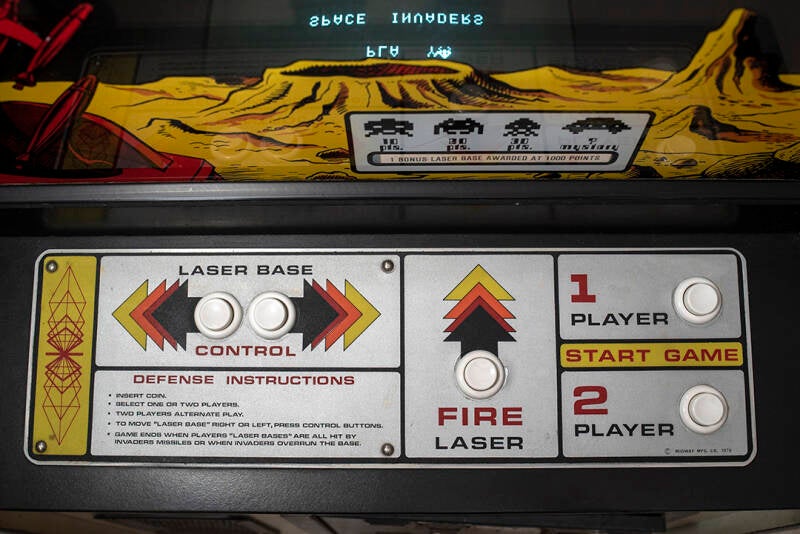 SPACE INVADERS
PLA
10 20 30 ?
pts. pts. pts. mystery
1 BONUS LASER BASE AWARDED AT 1000 POINTS
LASER BASE
CONTROL
DEFENSE INSTRUCTIONS
• INSERT COIN.
• SELECT ONE OR TWO PLAYERS.
• TWO PLAYERS ALTERNATE PLAY.
• TO MOVE "LASER BASE" RIGHT OR LEFT, PRESS CONTROL BUTTONS.
• GAME ENDS WHEN PLAYERS "LASER BASES" ARE ALL HIT BY
INVADERS MISSILES OR WHEN INVADERS OVERRUN THE BASE.
FIRE
LASER
1
PLAYER
START GAME
2
PLAYER
© MIDWAY MFG. CO. 1978